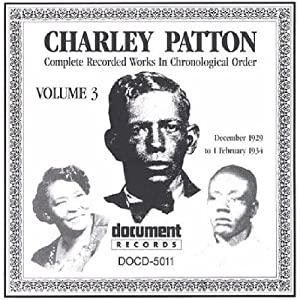 CHARLEY PATTON
Complete Recorded Works In Chronological Order
VOLUME 3
December 1929
to 1 February 1934
document
RECORDS
DOCD-5011